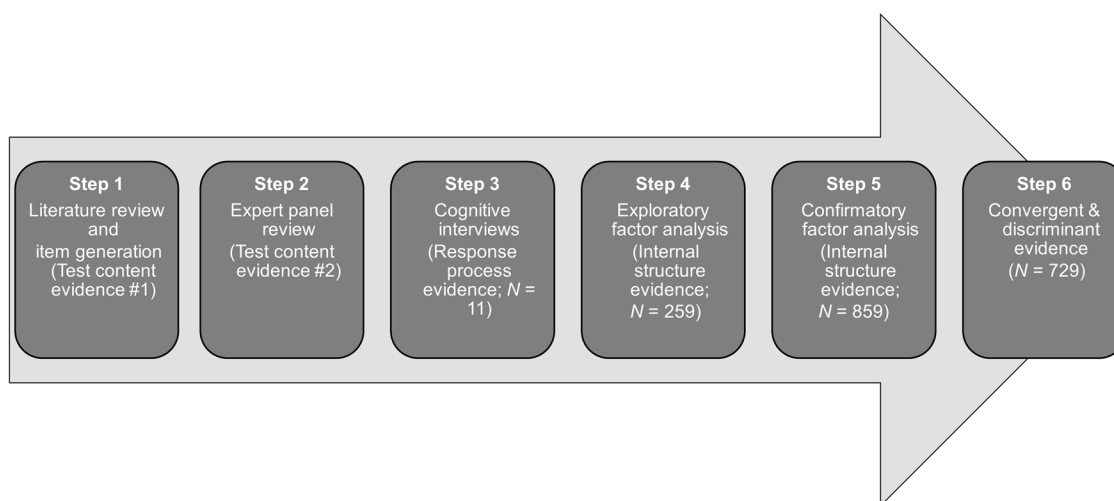 Step 1
Literature review
and
item generation
(Test content
evidence #1)
Step 2
Expert panel
review
(Test content
evidence #2)
Step 3
Cognitive
interviews
(Response
process
evidence; N =
11)
Step 4
Exploratory
factor analysis
(Internal
structure
evidence;
N = 259)
Step 5
Confirmatory
factor analysis
(Internal
structure
evidence;
N = 859)
Step 6
Convergent &
discriminant
evidence
(N = 729)